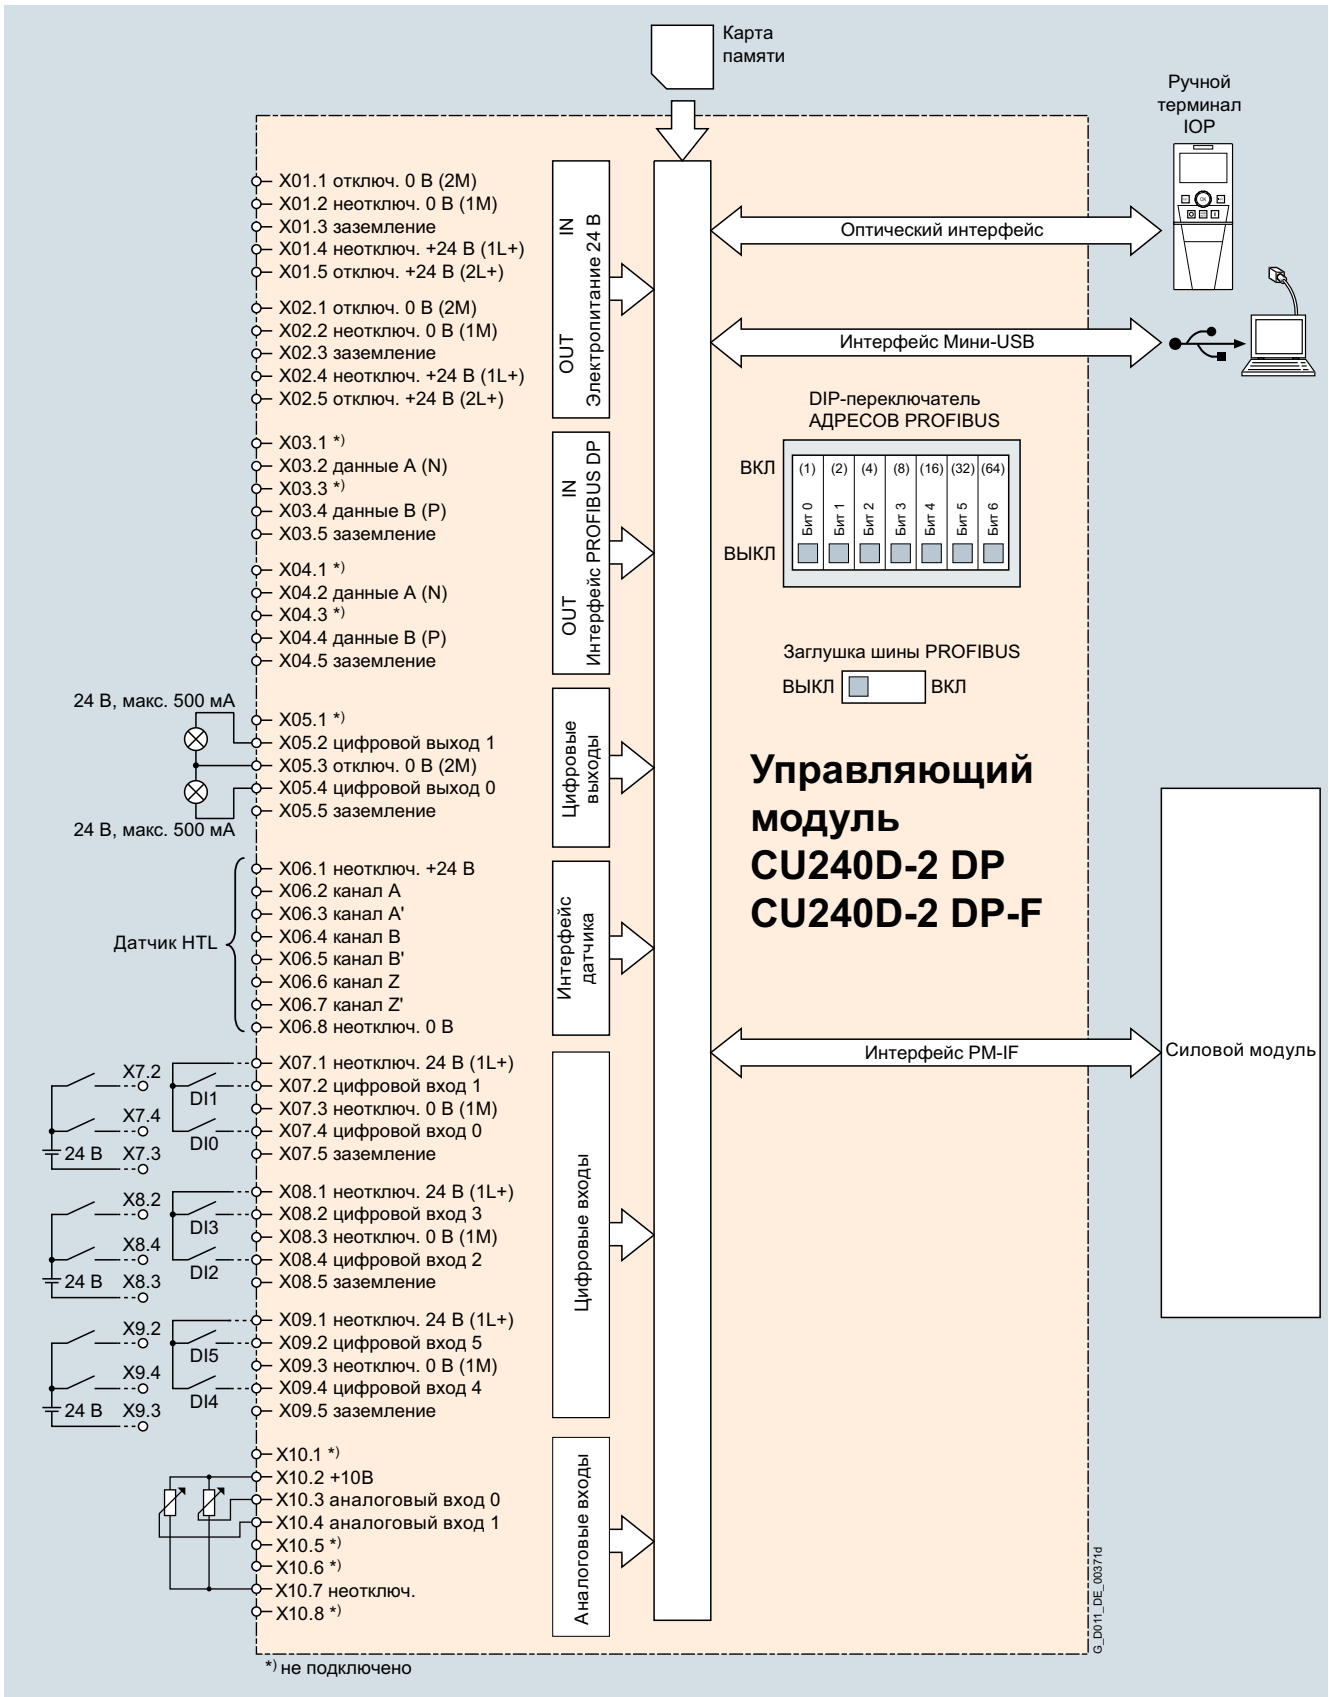 Карта
памяти
Ручной
терминал
IOP
X01.1 отключ. 0 В (2M)
X01.2 неотключ. 0 В (1M)
X01.3 заземление
X01.4 неотключ. +24 В (1L+)
X01.5 отключ. +24 В (2L+)
X02.1 отключ. 0 В (2M)
X02.2 неотключ. 0 В (1M)
X02.3 заземление
X02.4 неотключ. +24 В (1L+)
X02.5 отключ. +24 В (2L+)
OUT IN
Электропитание 24 В
Оптический интерфейс
Интерфейс Мини-USB
X03.1 *)
X03.2 данные A (N)
X03.3 *)
X03.4 данные B (P)
X03.5 заземление
X04.1 *)
X04.2 данные A (N)
X04.3 *)
X04.4 данные B (P)
X04.5 заземление
OUT IN
Интерфейс PROFIBUS DP
DIP-переключатель
АДРЕСОВ PROFIBUS
ВКЛ
(1) (2) (4) (8) (16) (32) (64)
Бит 0 Бит 1 Бит 2 Бит 3 Бит 4 Бит 5 Бит 6
ВЫКЛ
Заглушка шины PROFIBUS
ВЫКЛ ВКЛ
24 В, макс. 500 мА
X05.1 *)
X05.2 цифровой выход 1
X05.3 отключ. 0 В (2M)
X05.4 цифровой выход 0
X05.5 заземление
24 В, макс. 500 мА
Цифровые
выходы
Управляющий
модуль
CU240D-2 DP
CU240D-2 DP-F
Датчик HTL
X06.1 неотключ. +24 В
X06.2 канал A
X06.3 канал A'
X06.4 канал B
X06.5 канал B'
X06.6 канал Z
X06.7 канал Z'
X06.8 неотключ. 0 В
Интерфейс
датчика
Интерфейс PM-IF
Силовой модуль
X7.2
X7.4
24 В X7.3
DI1
DI0
X07.1 неотключ. 24 В (1L+)
X07.2 цифровой вход 1
X07.3 неотключ. 0 В (1M)
X07.4 цифровой вход 0
X07.5 заземление
X8.2
X8.4
24 В X8.3
DI3
DI2
X08.1 неотключ. 24 В (1L+)
X08.2 цифровой вход 3
X08.3 неотключ. 0 В (1M)
X08.4 цифровой вход 2
X08.5 заземление
X9.2
X9.4
24 В X9.3
DI5
DI4
X09.1 неотключ. 24 В (1L+)
X09.2 цифровой вход 5
X09.3 неотключ. 0 В (1M)
X09.4 цифровой вход 4
X09.5 заземление
Цифровые входы
X10.1 *)
X10.2 +10В
X10.3 аналоговый вход 0
X10.4 аналоговый вход 1
X10.5 *)
X10.6 *)
X10.7 неотключ.
X10.8 *)
Аналоговые входы
G_D011_DE_00371d
*) не подключено